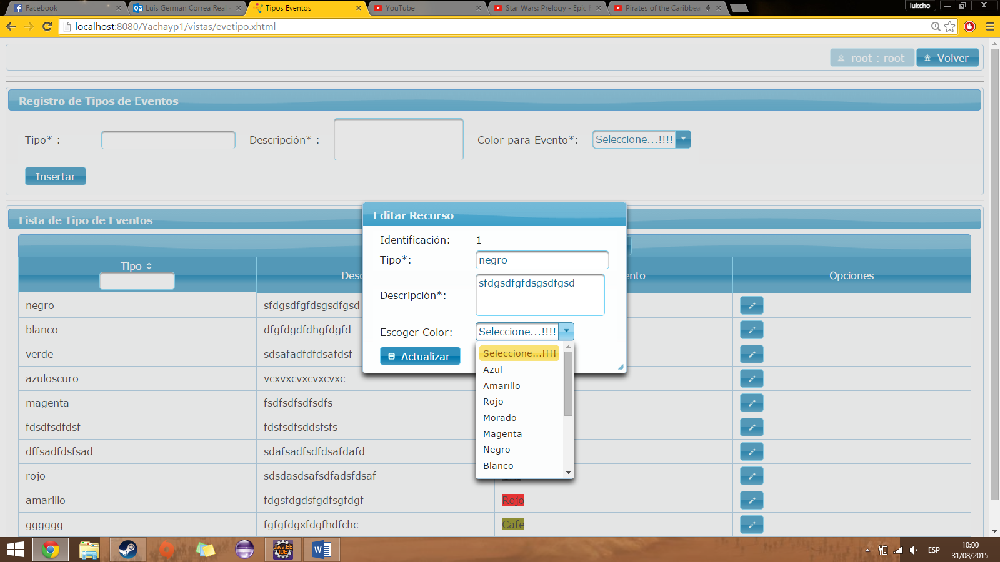 Facebook
Luis German Correa Real
Tipos Eventos
YouTube
Star Wars: Prelogy - Epic
Pirates of the Caribbea
lukcho
localhost:8080/Yachayp1/vistas/evetipo.xhtml
root : root
Volver
Registro de Tipos de Eventos
Tipo* :
Descripción* :
Color para Evento*:
Seleccione...!!!!
Insertar
Lista de Tipo de Eventos
Editar Recurso
Identificación:
1
Tipo*:
negro
Descripción*:
sfdgsdfgfdsgsdfgsd
Escoger Color:
Seleccione...!!!!
Actualizar
Seleccione...!!!!
Azul
Amarillo
Rojo
Morado
Magenta
Negro
Blanco
Tipo
Desc
ento
Opciones
negro
sfdgsdfgfdsgsdfgsd
blanco
dfgfdgdfdhgfdgfd
verde
sdsafadfdfdsafdsf
azuloscuro
vcxvxcvxcvxcvxc
magenta
fsdfsdfsdfsdfs
fdsdfsdfdsf
fdsfsdfsddsfsfs
dffsadfdsfsad
sdafsadfsdfdsafdafd
rojo
sdsdasdsafsdfadsfdsaf
amarillo
fdgsfdgdsfgdfsgfdgf
Rojo
gggggg
fgfgfdgxfdgfhdfchc
Cafe
Java EE
IDE
ESP
10:00
31/08/2015